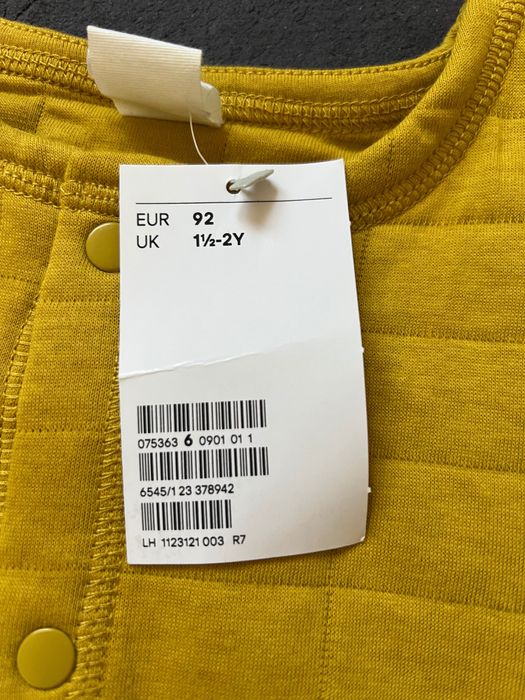 EUR 92
UK 1½-2Y
075363 6 0901 01 1
6545/1 23 378942
LH 1123121 003 R7